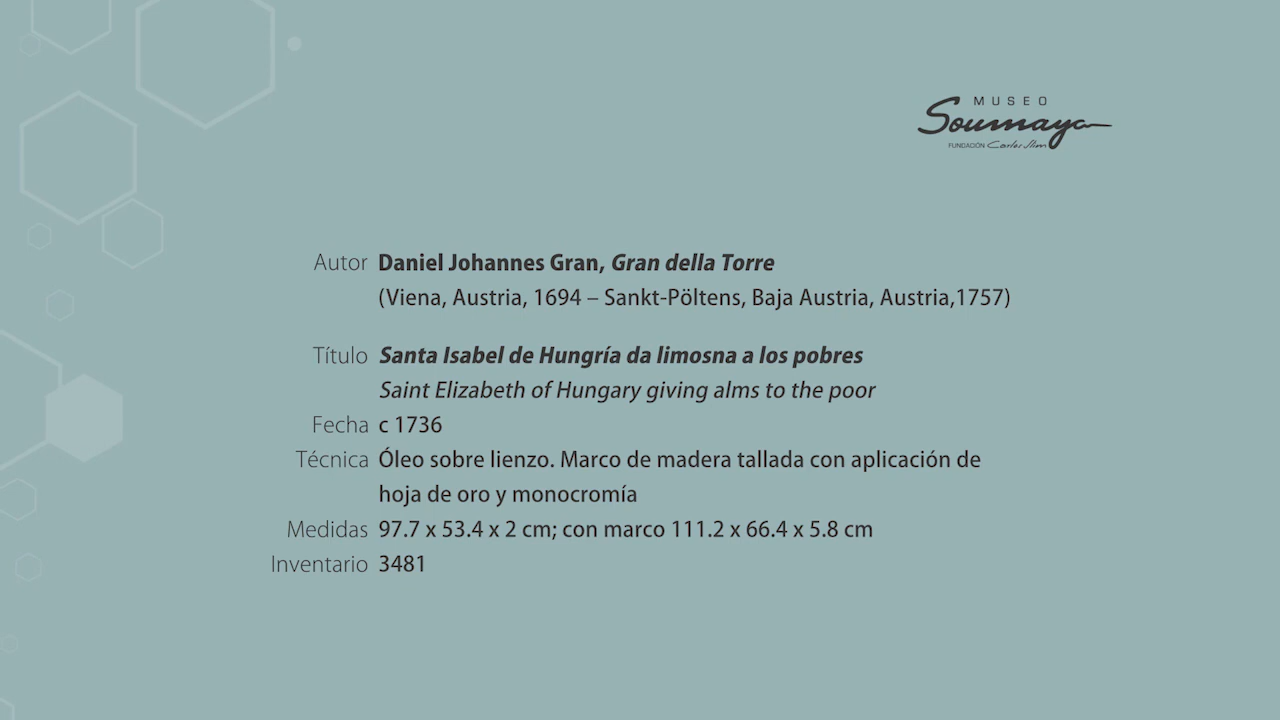 MUSEO
Soumaya
FUNDACIÓN Carlos Slim
Autor Daniel Johannes Gran, Gran della Torre
(Viena, Austria, 1694 – Sankt-Pöltens, Baja Austria, Austria,1757)
Título Santa Isabel de Hungría da limosna a los pobres
Saint Elizabeth of Hungary giving alms to the poor
Fecha c 1736
Técnica Óleo sobre lienzo. Marco de madera tallada con aplicación de
hoja de oro y monocromía
Medidas 97.7 x 53.4 x 2 cm; con marco 111.2 x 66.4 x 5.8 cm
Inventario 3481